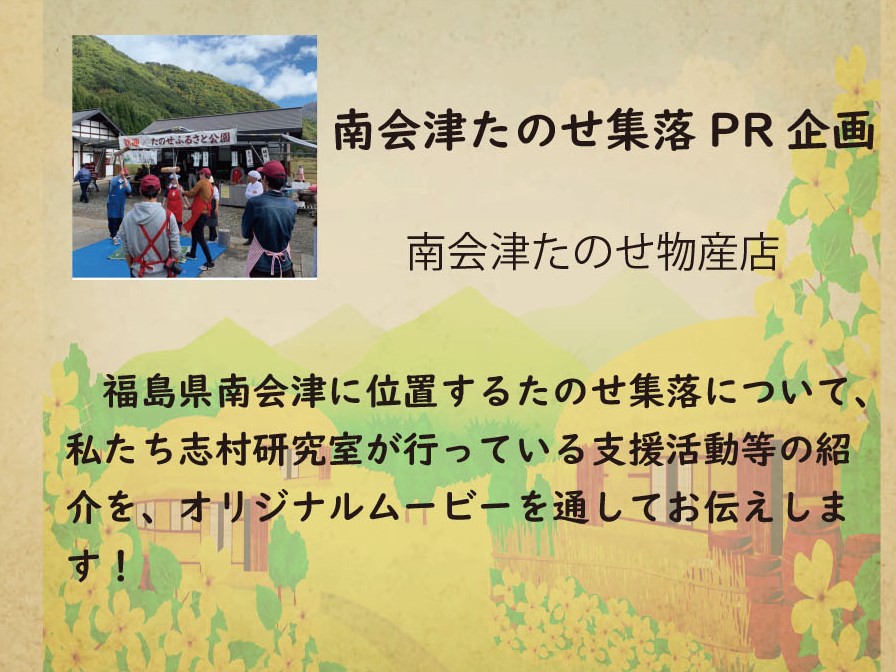 歓迎 たのせふるさと公園
南会津たのせ集落 PR 企画
南会津たのせ物産店
福島県南会津に位置するたのせ集落について、
私たち志村研究室が行っている支援活動等の紹
介を、オリジナルムービーを通してお伝えしま
す！